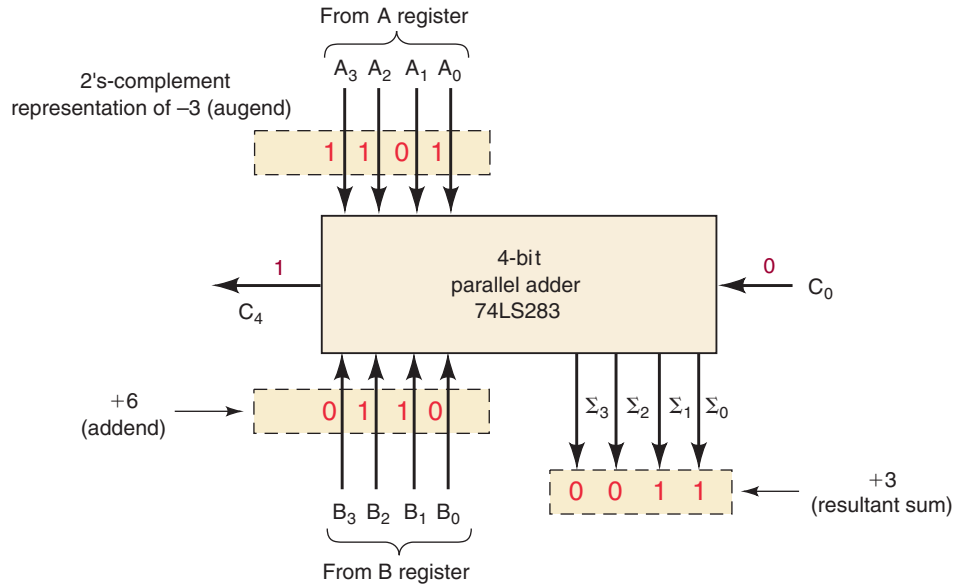 From A register
A3 A2 A1 A0
2's-complement
representation of –3 (augend)
1 1 0 1
4-bit
parallel adder
74LS283
1
C4
0
C0
+6
(addend)
0 1 1 0
Σ3 Σ2 Σ1 Σ0
0 0 1 1
+3
(resultant sum)
B3 B2 B1 B0
From B register